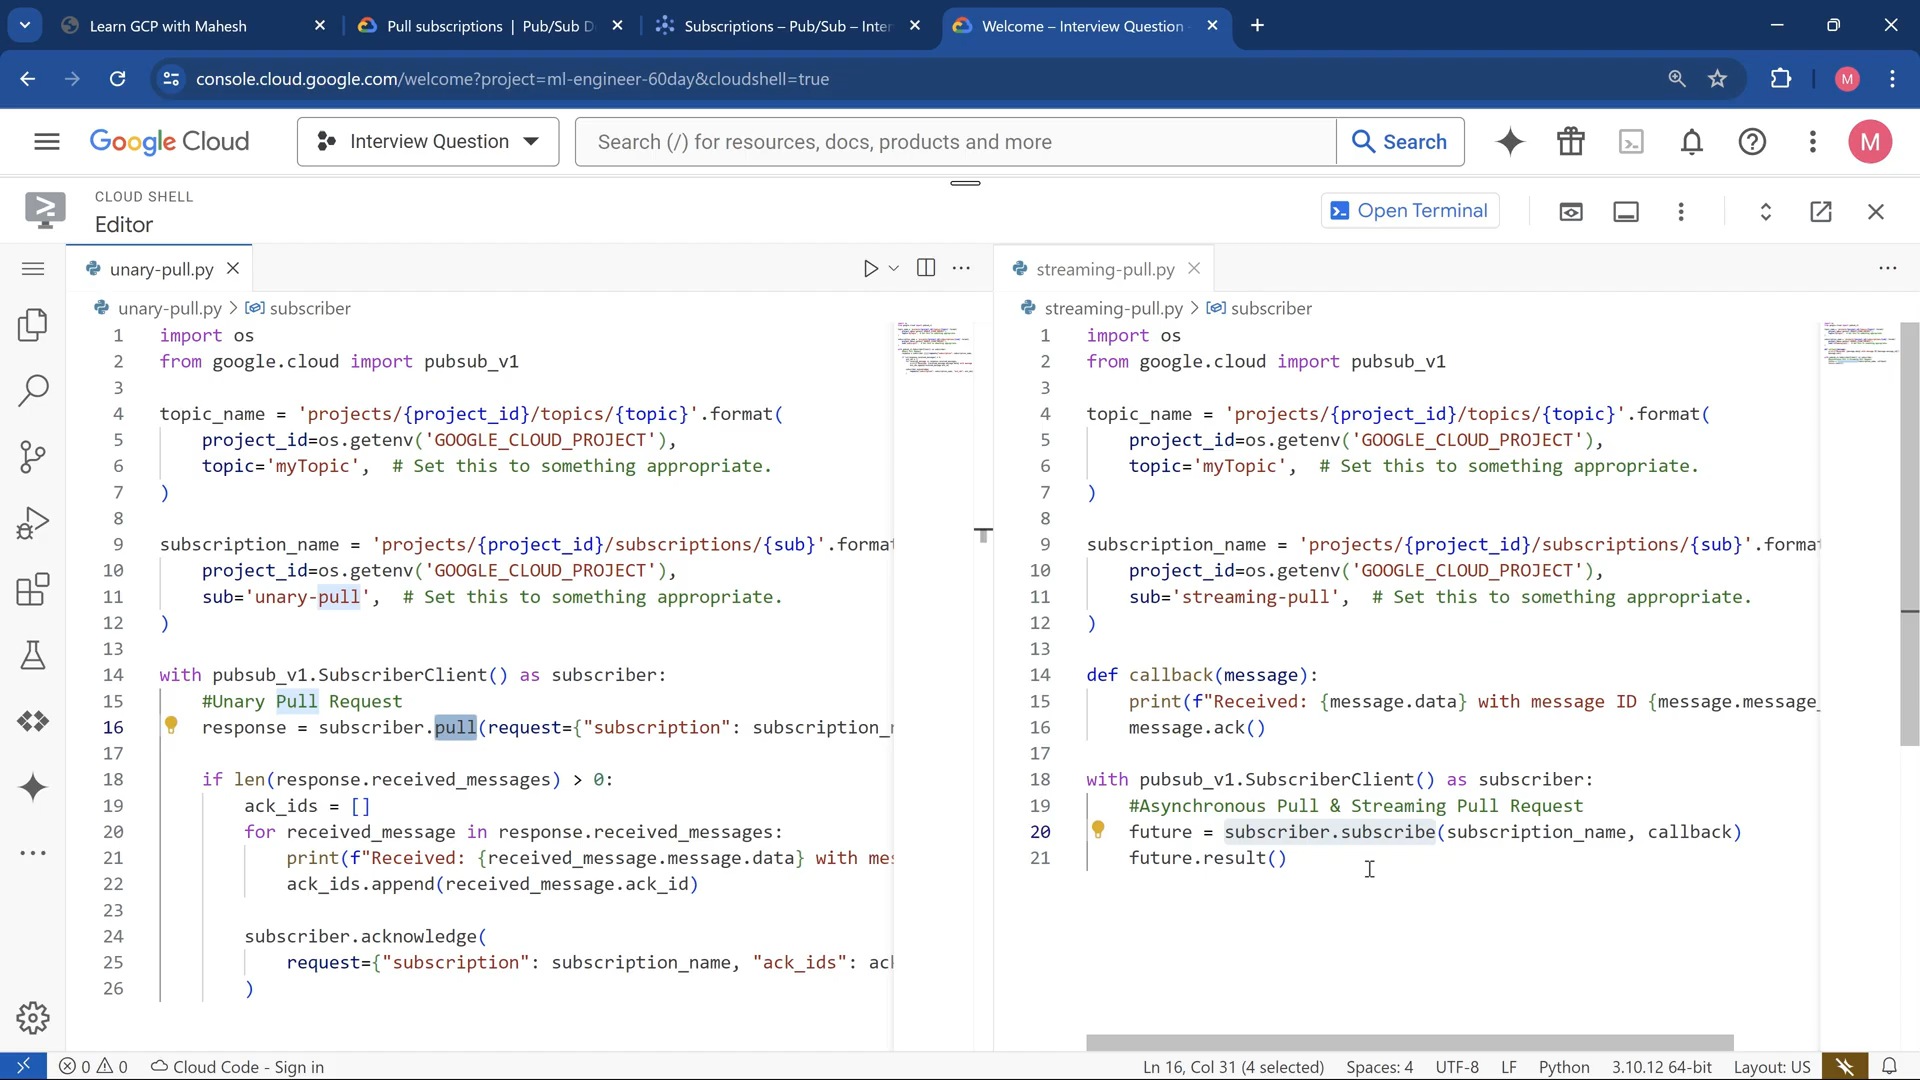 Learn GCP with Mahesh
Pull subscriptions | Pub/Sub D
Subscriptions – Pub/Sub – Inter
Welcome – Interview Question
console.cloud.google.com/welcome?project=ml-engineer-60day&cloudshell=true
M
Google Cloud
Interview Question
Search (/) for resources, docs, products and more
Search
M
CLOUD SHELL
Editor
Open Terminal
unary-pull.py
unary-pull.py > subscriber
1 import os
2 from google.cloud import pubsub_v1
3
4 topic_name = 'projects/{project_id}/topics/{topic}'.format(
5 project_id=os.getenv('GOOGLE_CLOUD_PROJECT'),
6 topic='myTopic', # Set this to something appropriate.
7 )
8
9 subscription_name = 'projects/{project_id}/subscriptions/{sub}'.format
10 project_id=os.getenv('GOOGLE_CLOUD_PROJECT'),
11 sub='unary-pull', # Set this to something appropriate.
12 )
13
14 with pubsub_v1.SubscriberClient() as subscriber:
15 #Unary Pull Request
16 response = subscriber.pull(request={"subscription": subscription_n
17
18 if len(response.received_messages) > 0:
19 ack_ids = []
20 for received_message in response.received_messages:
21 print(f"Received: {received_message.message.data} with mes
22 ack_ids.append(received_message.ack_id)
23
24 subscriber.acknowledge(
25 request={"subscription": subscription_name, "ack_ids": ack
26 )
streaming-pull.py
streaming-pull.py > subscriber
1 import os
2 from google.cloud import pubsub_v1
3
4 topic_name = 'projects/{project_id}/topics/{topic}'.format(
5 project_id=os.getenv('GOOGLE_CLOUD_PROJECT'),
6 topic='myTopic', # Set this to something appropriate.
7 )
8
9 subscription_name = 'projects/{project_id}/subscriptions/{sub}'.format
10 project_id=os.getenv('GOOGLE_CLOUD_PROJECT'),
11 sub='streaming-pull', # Set this to something appropriate.
12 )
13
14 def callback(message):
15 print(f"Received: {message.data} with message ID {message.message_
16 message.ack()
17
18 with pubsub_v1.SubscriberClient() as subscriber:
19 #Asynchronous Pull & Streaming Pull Request
20 future = subscriber.subscribe(subscription_name, callback)
21 future.result()
0 0 Cloud Code - Sign in
Ln 16, Col 31 (4 selected) Spaces: 4 UTF-8 LF Python 3.10.12 64-bit Layout: US